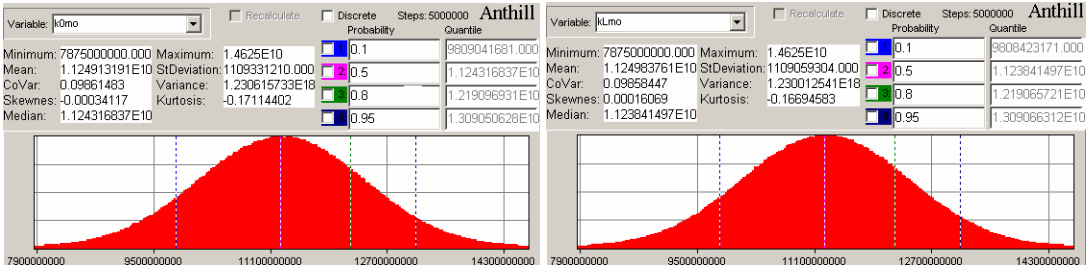 Variable: k0mo Recalculate Discrete Steps: 5000000 Anthill
Probability Quantile
Minimum: 7875000000.000 Maximum: 1.4625E10 1 0.1 9809041681.000
Mean: 1.124913191E10 StDeviation: 1109331210.000 2 0.5 1.124316837E10
CoVar: 0.09861483 Variance: 1.230615733E18 3 0.8 1.219096931E10
Skewnes: -0.00034117 Kurtosis: -0.17114402
Median: 1.124316837E10 0.95 1.309050628E10
7900000000 9500000000 11100000000 12700000000 14300000000
Variable: kLmo Recalculate Discrete Steps: 5000000 Anthill
Probability Quantile
Minimum: 7875000000.000 Maximum: 1.4625E10 1 0.1 9808423171.000
Mean: 1.124983761E10 StDeviation: 1109059304.000 2 0.5 1.123841497E10
CoVar: 0.09858447 Variance: 1.230012541E18 3 0.8 1.219065721E10
Skewnes: 0.00016069 Kurtosis: -0.16694583
Median: 1.123841497E10 0.95 1.309066312E10
7900000000 9500000000 11100000000 12700000000 14300000000